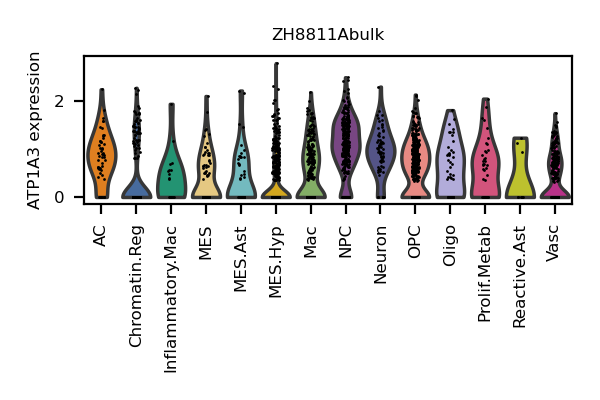 ZH8811Abulk
ATP1A3 expression
2
0
AC
Chromatin.Reg
Inflammatory.Mac
MES
MES.Ast
MES.Hyp
Mac
NPC
Neuron
OPC
Oligo
Prolif.Metab
Reactive.Ast
Vasc